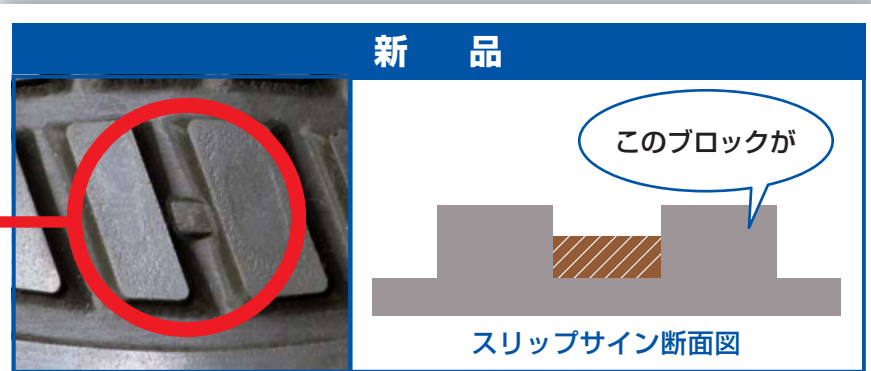 新　品
このブロックが
スリップサイン断面図